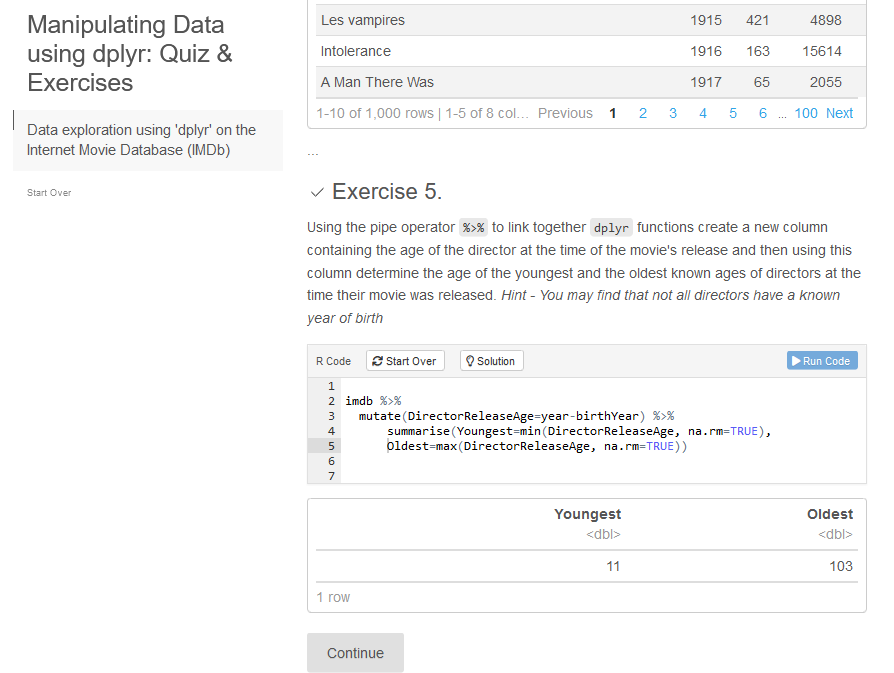 Manipulating Data
using dplyr: Quiz &
Exercises
Data exploration using 'dplyr' on the
Internet Movie Database (IMDb)
Start Over
Les vampires 1915 421 4898
Intolerance 1916 163 15614
A Man There Was 1917 65 2055
1-10 of 1,000 rows | 1-5 of 8 col... Previous 1 2 3 4 5 6 ... 100 Next
...
Exercise 5.
Using the pipe operator %>% to link together dplyr functions create a new column
containing the age of the director at the time of the movie's release and then using this
column determine the age of the youngest and the oldest known ages of directors at the
time their movie was released. Hint - You may find that not all directors have a known
year of birth
R Code Start Over Solution Run Code
1
2 imdb %>%
3 mutate(DirectorReleaseAge=year-birthYear) %>%
4 summarise(Youngest=min(DirectorReleaseAge, na.rm=TRUE),
5 Oldest=max(DirectorReleaseAge, na.rm=TRUE))
6
7
Youngest Oldest
<dbl> <dbl>
11 103
1 row
Continue